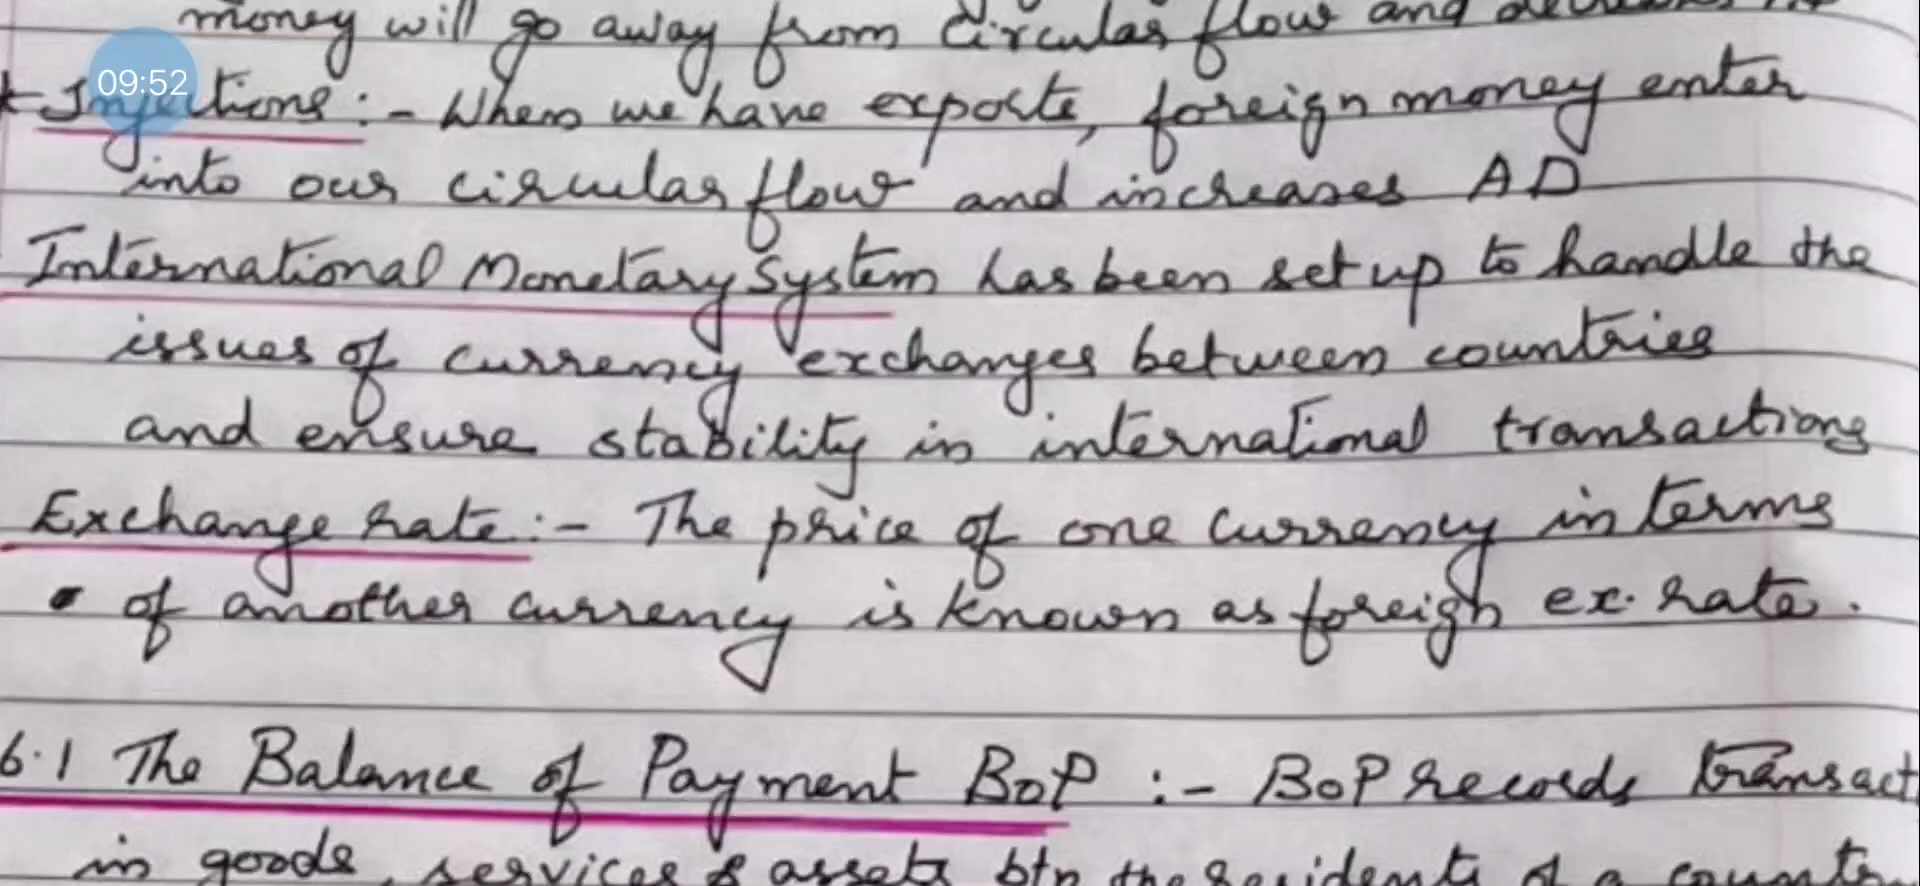 money will go away from circular flow and
09:52
* Injections :- When we have exports, foreign money enter
into our circular flow and increases AD
International Monetary System has been set up to handle the
issues of currency exchanges between countries
and ensure stability in international transactions
Exchange rate :- The price of one currency in terms
of another currency is known as foreign ex. rate.
6.1 The Balance of Payment BoP :- BoP records transact
in goods, services & assets btn the residents of a